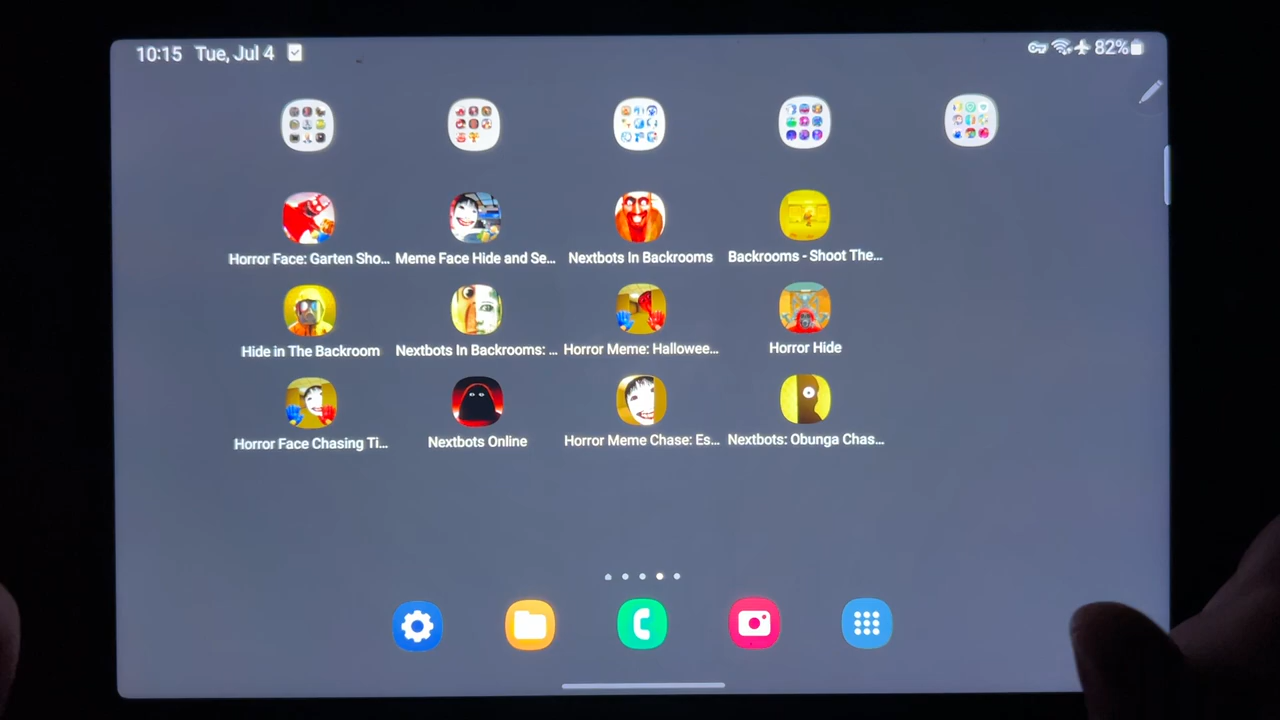 10:15 Tue, Jul 4
82%
Horror Face: Garten Sho...
Meme Face Hide and Se...
Nextbots In Backrooms
Backrooms - Shoot The...
Hide in The Backroom
Nextbots In Backrooms: ...
Horror Meme: Hallowee...
Horror Hide
Horror Face Chasing Ti...
Nextbots Online
Horror Meme Chase: Es...
Nextbots: Obunga Chas...